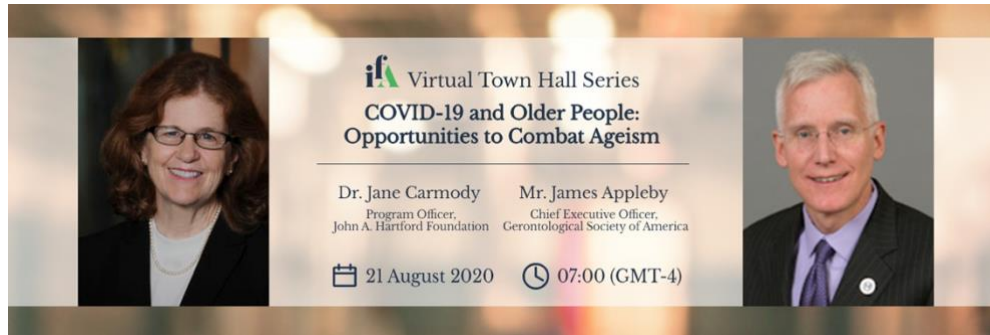 ifA Virtual Town Hall Series
COVID-19 and Older People:
Opportunities to Combat Ageism
Dr. Jane Carmody
Program Officer,
John A. Hartford Foundation
Mr. James Appleby
Chief Executive Officer,
Gerontological Society of America
21 August 2020
07:00 (GMT-4)